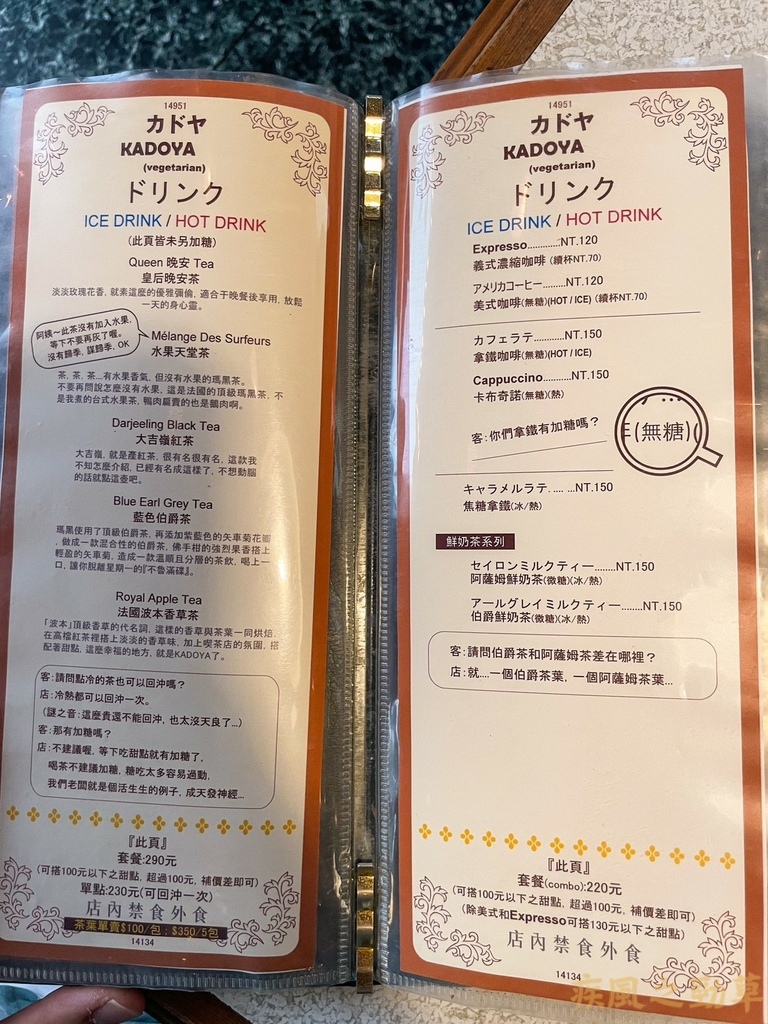 14951
カドヤ
KADOYA
(vegetarian)
ドリンク
ICE DRINK / HOT DRINK
(此頁皆未另加糖)
Queen 晚安 Tea
皇后晚安茶
淡淡玫瑰花香, 就素這麼的優雅彌倫, 適合于晚餐後享用, 放鬆
一天的身心靈。
阿姨~此茶沒有加入水果,
等下不要再灰了喔。
沒有歸季, 謀歸季, OK
Mélange Des Surfeurs
水果天堂茶
茶, 茶, 茶...有水果香氣, 但沒有水果的瑪黑茶。
不要再問說怎麼沒有水果, 這是法國的頂級瑪黑茶, 不
是我煮的台式水果茶, 鴨肉扁賣的也是鵝肉啊。
Darjeeling Black Tea
大吉嶺紅茶
大吉嶺, 就是產紅茶, 很有名很有名, 這款我
不知怎麼介紹, 已經有名成這樣了, 不想動腦
的話就點這壺吧。
Blue Earl Grey Tea
藍色伯爵茶
瑪黑使用了頂級伯爵茶, 再添加紫藍色的矢車菊花瓣
, 做成一款混合性的伯爵茶, 佛手柑的強烈果香搭上
輕盈的矢車菊, 造成一款溫順且分層的茶飲, 喝上一
口, 讓你脫離星期一的『不魯滿碟』。
Royal Apple Tea
法國波本香草茶
「波本」頂級香草的代名詞, 這樣的香草與茶葉一同烘焙,
在高檔紅茶裡搭上淡淡的香草味, 加上喫茶店的氛圍, 搭
配著甜點, 這麼幸福的地方, 就是KADOYA了。
客:請問點冷的茶也可以回沖嗎?
店:冷熱都可以回沖一次。
(謎之音:這麼貴還不能回沖, 也太沒天良了...)
客:那有加糖嗎?
店:不建議喔, 等下吃甜點就有加糖了,
喝茶不建議加糖, 糖吃太多容易過動,
我們老闆就是個活生生的例子, 成天發神經...
『此頁』
套餐:290元
(可搭100元以下之甜點, 超過100元, 補價差即可)
單點:230元(可回沖一次)
店內禁食外食
茶葉單賣$100/包;$350/5包
14134
14951
カドヤ
KADOYA
(vegetarian)
ドリンク
ICE DRINK / HOT DRINK
Expresso.............NT.120
義式濃縮咖啡 (續杯NT.70)
アメリカコーヒー.........NT.120
美式咖啡(無糖)(HOT / ICE) (續杯NT.70)
カフェラテ............NT.150
拿鐵咖啡(無糖)(HOT / ICE)
Cappuccino...........NT.150
卡布奇諾(無糖)(熱)
客:你們拿鐵有加糖嗎?
(無糖)(
キャラメルラテ.... ...NT.150
焦糖拿鐵(冰/熱)
鮮奶茶系列
セイロンミルクティー........NT.150
阿薩姆鮮奶茶(微糖)(冰/熱)
アールグレイミルクティー........NT.150
伯爵鮮奶茶(微糖)(冰/熱)
客:請問伯爵茶和阿薩姆茶差在哪裡?
店:就....一個伯爵茶葉, 一個阿薩姆茶葉...
『此頁』
套餐(combo):220元
(可搭100元以下之甜點, 超過100元, 補價差即可)
(除美式和Expresso可搭130元以下之甜點)
店內禁食外食
14134
疾風之勁草